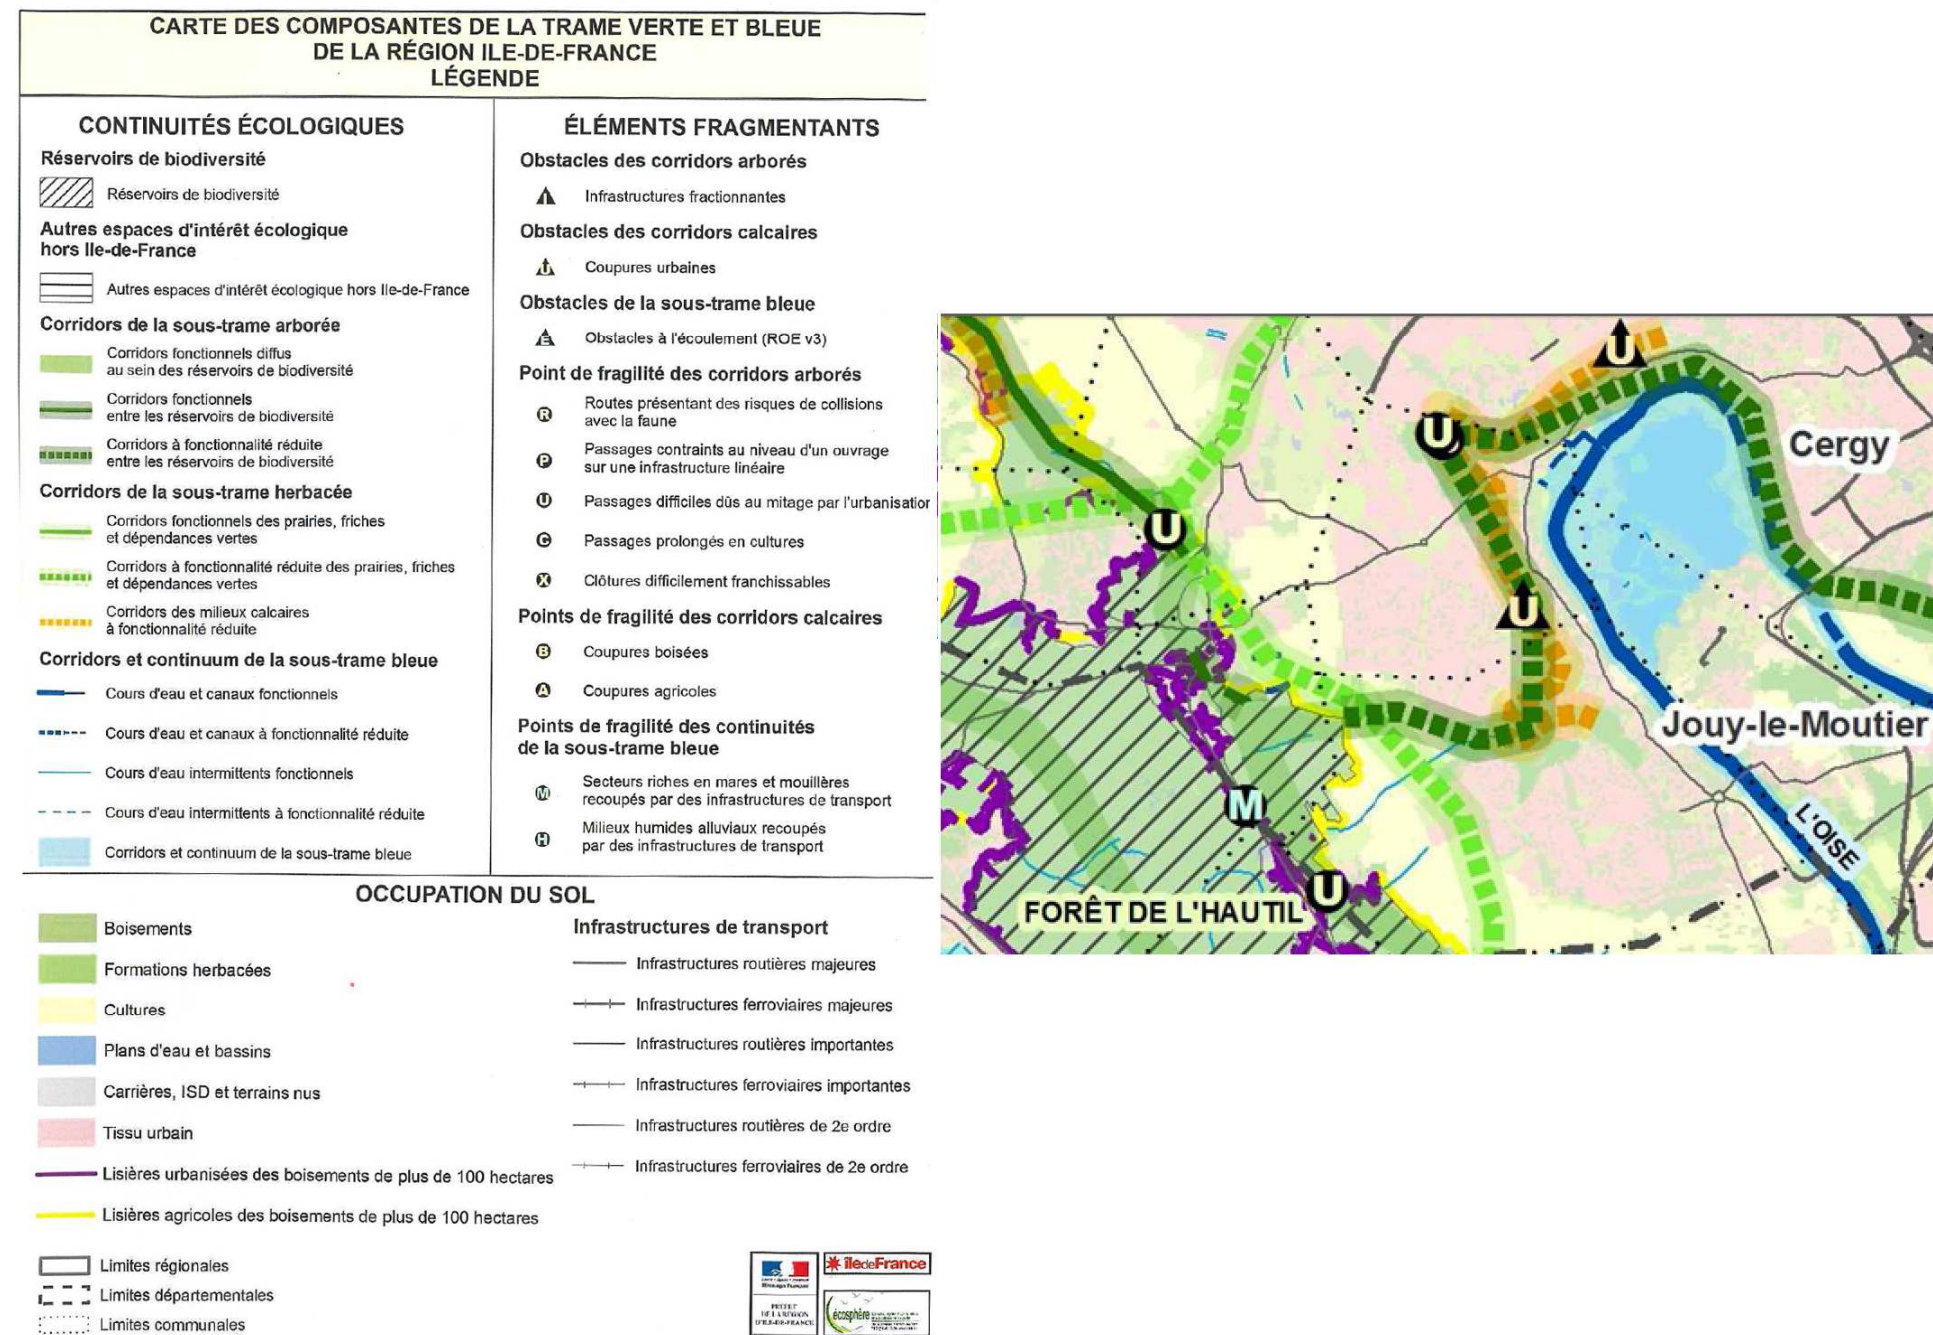 CARTE DES COMPOSANTES DE LA TRAME VERTE ET BLEUE
DE LA RÉGION ILE-DE-FRANCE
LÉGENDE
CONTINUITÉS ÉCOLOGIQUES
Réservoirs de biodiversité
Réservoirs de biodiversité
Autres espaces d'intérêt écologique
hors Ile-de-France
Autres espaces d'intérêt écologique hors Ile-de-France
Corridors de la sous-trame arborée
Corridors fonctionnels diffus
au sein des réservoirs de biodiversité
Corridors fonctionnels
entre les réservoirs de biodiversité
Corridors à fonctionnalité réduite
entre les réservoirs de biodiversité
Corridors de la sous-trame herbacée
Corridors fonctionnels des prairies, friches
et dépendances vertes
Corridors à fonctionnalité réduite des prairies, friches
et dépendances vertes
Corridors des milieux calcaires
à fonctionnalité réduite
Corridors et continuum de la sous-trame bleue
Cours d'eau et canaux fonctionnels
Cours d'eau et canaux à fonctionnalité réduite
Cours d'eau intermittents fonctionnels
Cours d'eau intermittents à fonctionnalité réduite
Corridors et continuum de la sous-trame bleue
ÉLÉMENTS FRAGMENTANTS
Obstacles des corridors arborés
I Infrastructures fractionnantes
Obstacles des corridors calcaires
U Coupures urbaines
Obstacles de la sous-trame bleue
E Obstacles à l'écoulement (ROE v3)
Point de fragilité des corridors arborés
R Routes présentant des risques de collisions
avec la faune
P Passages contraints au niveau d'un ouvrage
sur une infrastructure linéaire
U Passages difficiles dûs au mitage par l'urbanisation
C Passages prolongés en cultures
X Clôtures difficilement franchissables
Points de fragilité des corridors calcaires
B Coupures boisées
A Coupures agricoles
Points de fragilité des continuités
de la sous-trame bleue
M Secteurs riches en mares et mouillères
recoupés par des infrastructures de transport
H Milieux humides alluviaux recoupés
par des infrastructures de transport
OCCUPATION DU SOL
Boisements
Formations herbacées
Cultures
Plans d'eau et bassins
Carrières, ISD et terrains nus
Tissu urbain
Lisières urbanisées des boisements de plus de 100 hectares
Lisières agricoles des boisements de plus de 100 hectares
Limites régionales
Limites départementales
Limites communales
Infrastructures de transport
Infrastructures routières majeures
Infrastructures ferroviaires majeures
Infrastructures routières importantes
Infrastructures ferroviaires importantes
Infrastructures routières de 2e ordre
Infrastructures ferroviaires de 2e ordre
PRÉFET
DE LA RÉGION
D'ILE-DE-FRANCE
îledeFrance
écosphère
U
U
Cergy
U
U
Jouy-le-Moutier
M
L'OISE
U
FORÊT DE L'HAUTIL